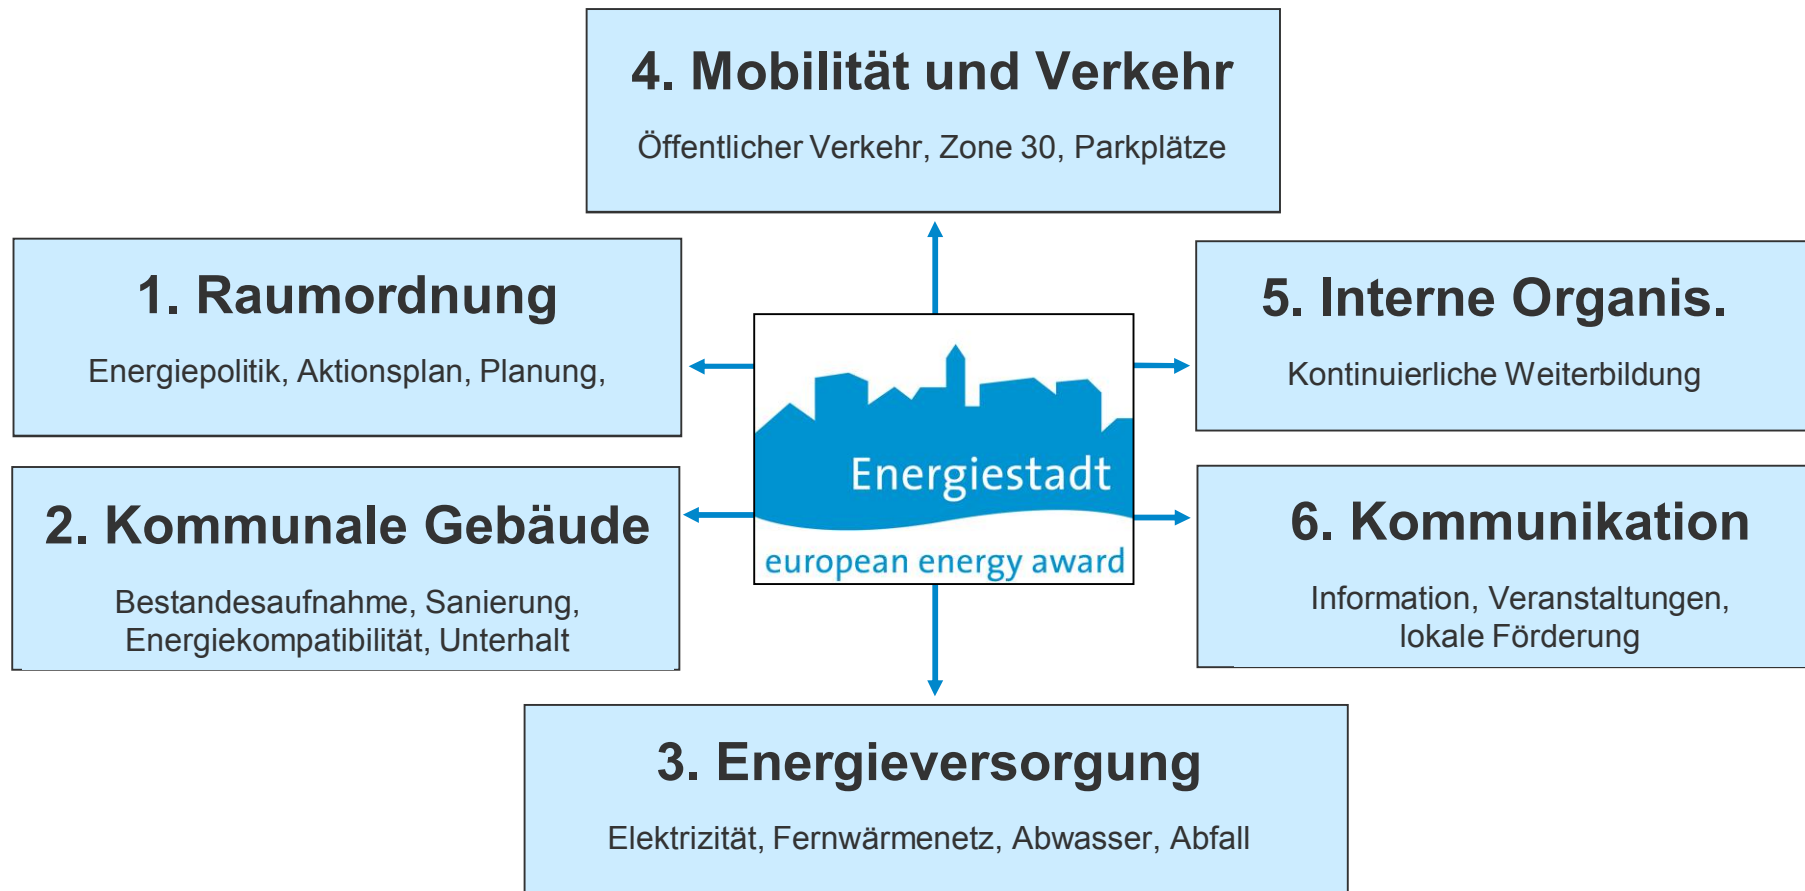 4. Mobilität und Verkehr
Öffentlicher Verkehr, Zone 30, Parkplätze
1. Raumordnung
Energiepolitik, Aktionsplan, Planung,
5. Interne Organis.
Kontinuierliche Weiterbildung
Energiestadt
european energy award
2. Kommunale Gebäude
Bestandesaufnahme, Sanierung,
Energiekompatibilität, Unterhalt
6. Kommunikation
Information, Veranstaltungen,
lokale Förderung
3. Energieversorgung
Elektrizität, Fernwärmenetz, Abwasser, Abfall